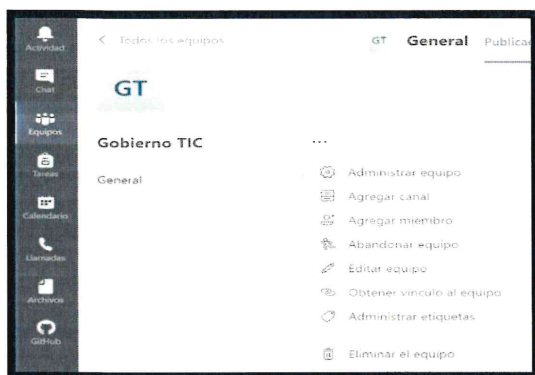 Actividad
Chat
Equipos
Tareas
Calendario
Llamadas
Archivos
GitHub
< Todos los equipos
GT
Gobierno TIC
General
GT General Publicac
...
Administrar equipo
Agregar canal
Agregar miembro
Abandonar equipo
Editar equipo
Obtener vínculo al equipo
Administrar etiquetas
Eliminar el equipo